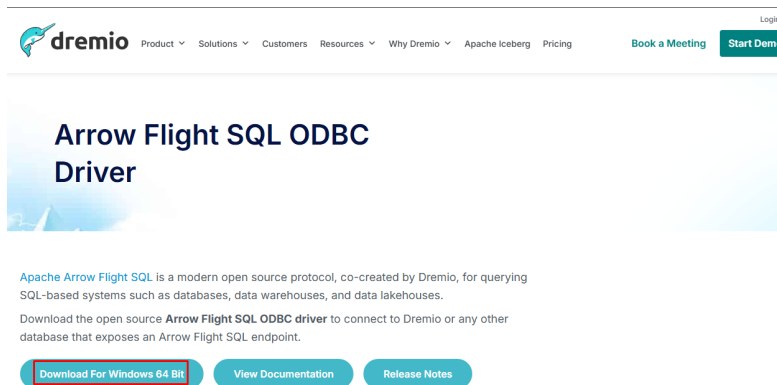 Login
dremio Product Solutions Customers Resources Why Dremio Apache Iceberg Pricing Book a Meeting Start Dem
Arrow Flight SQL ODBC
Driver
Apache Arrow Flight SQL is a modern open source protocol, co-created by Dremio, for querying
SQL-based systems such as databases, data warehouses, and data lakehouses.
Download the open source Arrow Flight SQL ODBC driver to connect to Dremio or any other
database that exposes an Arrow Flight SQL endpoint.
Download For Windows 64 Bit View Documentation Release Notes